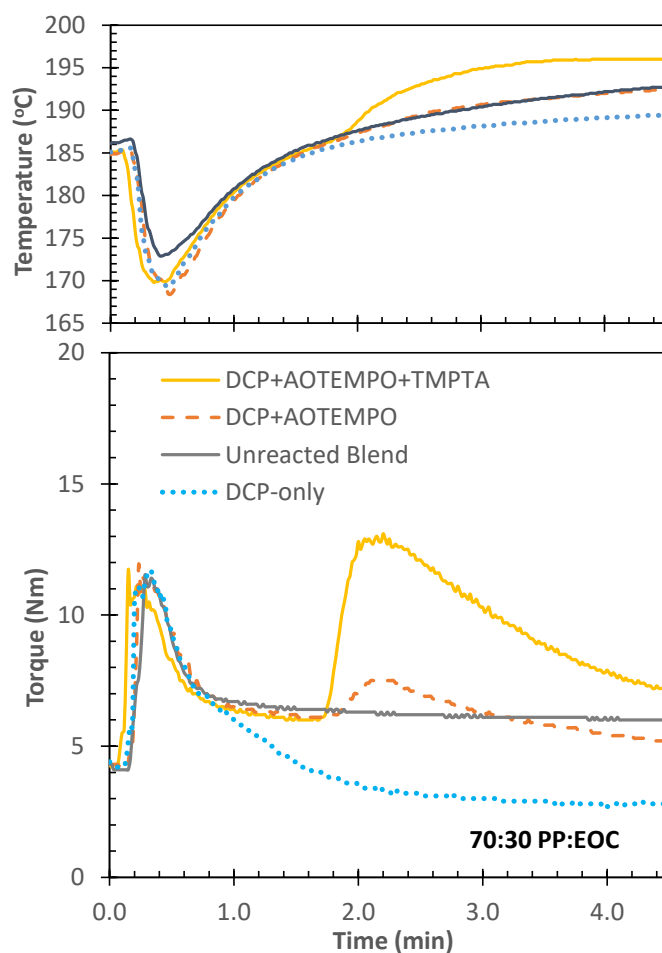 200
195
190
185
180
175
170
165
Temperature (ºC)
20
15
10
5
0
Torque (Nm)
DCP+AOTEMPO+TMPTA
DCP+AOTEMPO
Unreacted Blend
DCP-only
70:30 PP:EOC
0.0 1.0 2.0 3.0 4.0
Time (min)